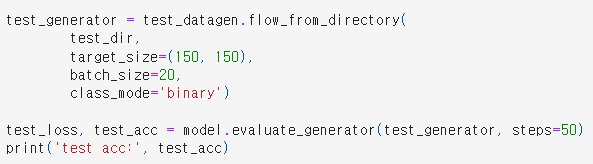 test_generator = test_datagen.flow_from_directory(
        test_dir,
        target_size=(150, 150),
        batch_size=20,
        class_mode='binary')

test_loss, test_acc = model.evaluate_generator(test_generator, steps=50)
print('test acc:', test_acc)